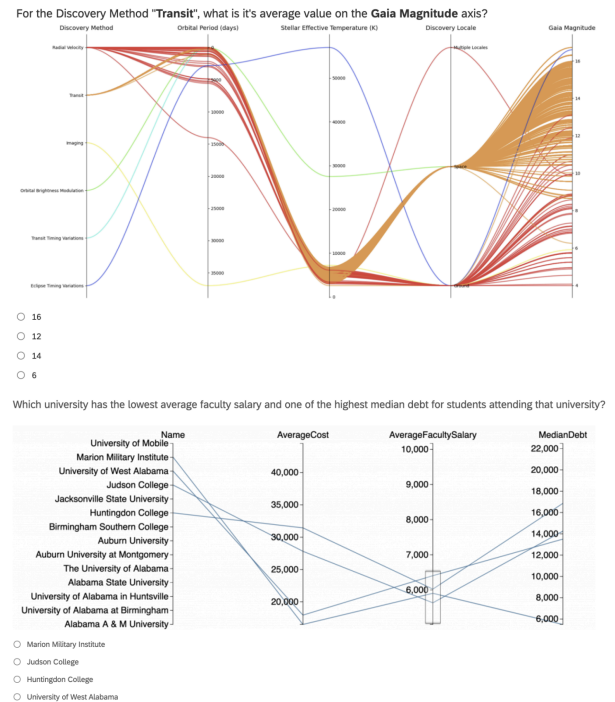 For the Discovery Method "Transit", what is it's average value on the Gaia Magnitude axis?
Discovery Method Orbital Period (days) Stellar Effective Temperature (K) Discovery Locale Gaia Magnitude
Radial Velocity 0 Multiple Locales
16
50000
5000
Transit
14
10000 40000
12
Imaging 15000
30000 Space
10
20000
Orbital Brightness Modulation
20000 8
25000
Transit Timing Variations 30000 6
10000
35000
Eclipse Timing Variations Ground 4
0
16
12
14
6
Which university has the lowest average faculty salary and one of the highest median debt for students attending that university?
Name AverageCost AverageFacultySalary MedianDebt
University of Mobile 10,000 22,000
Marion Military Institute
University of West Alabama 40,000 20,000
Judson College 9,000
Jacksonville State University 35,000 18,000
Huntingdon College 8,000 16,000
Birmingham Southern College 30,000 14,000
Auburn University
Auburn University at Montgomery 7,000 12,000
The University of Alabama 25,000
Alabama State University 6,000 10,000
University of Alabama in Huntsville 20,000 8,000
University of Alabama at Birmingham 6,000
Alabama A & M University
Marion Military Institute
Judson College
Huntingdon College
University of West Alabama